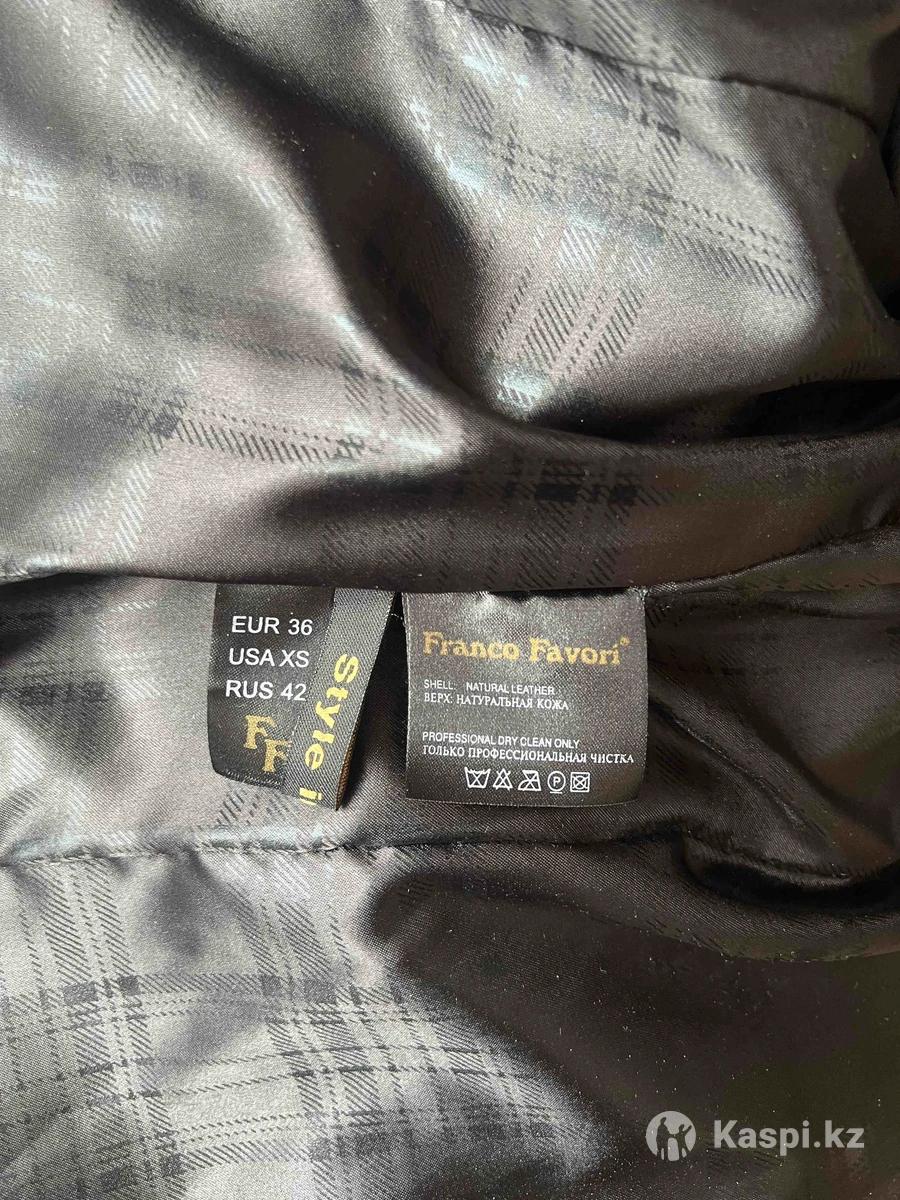 EUR 36
USA XS
RUS 42
FF
Style i
Franco Favori®
SHELL: NATURAL LEATHER
ВЕРХ: НАТУРАЛЬНАЯ КОЖА
PROFESSIONAL DRY CLEAN ONLY
ТОЛЬКО ПРОФЕССИОНАЛЬНАЯ ЧИСТКА
P
Kaspi.kz